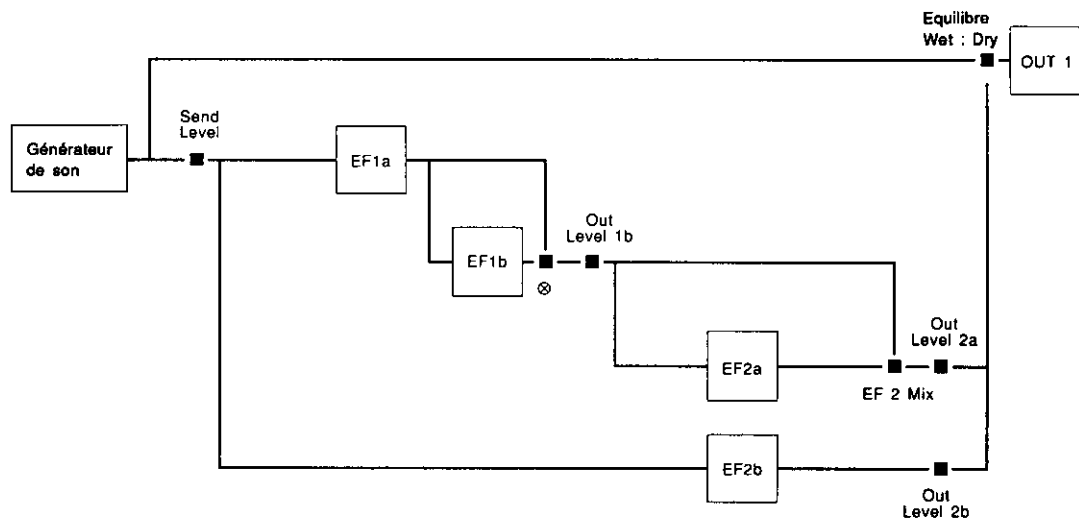 Equilibre
Wet : Dry
OUT 1
Send
Level
Générateur
de son
EF1a
Out
Level 1b
EF1b
⊗
Out
Level 2a
EF2a
EF 2 Mix
EF2b
Out
Level 2b